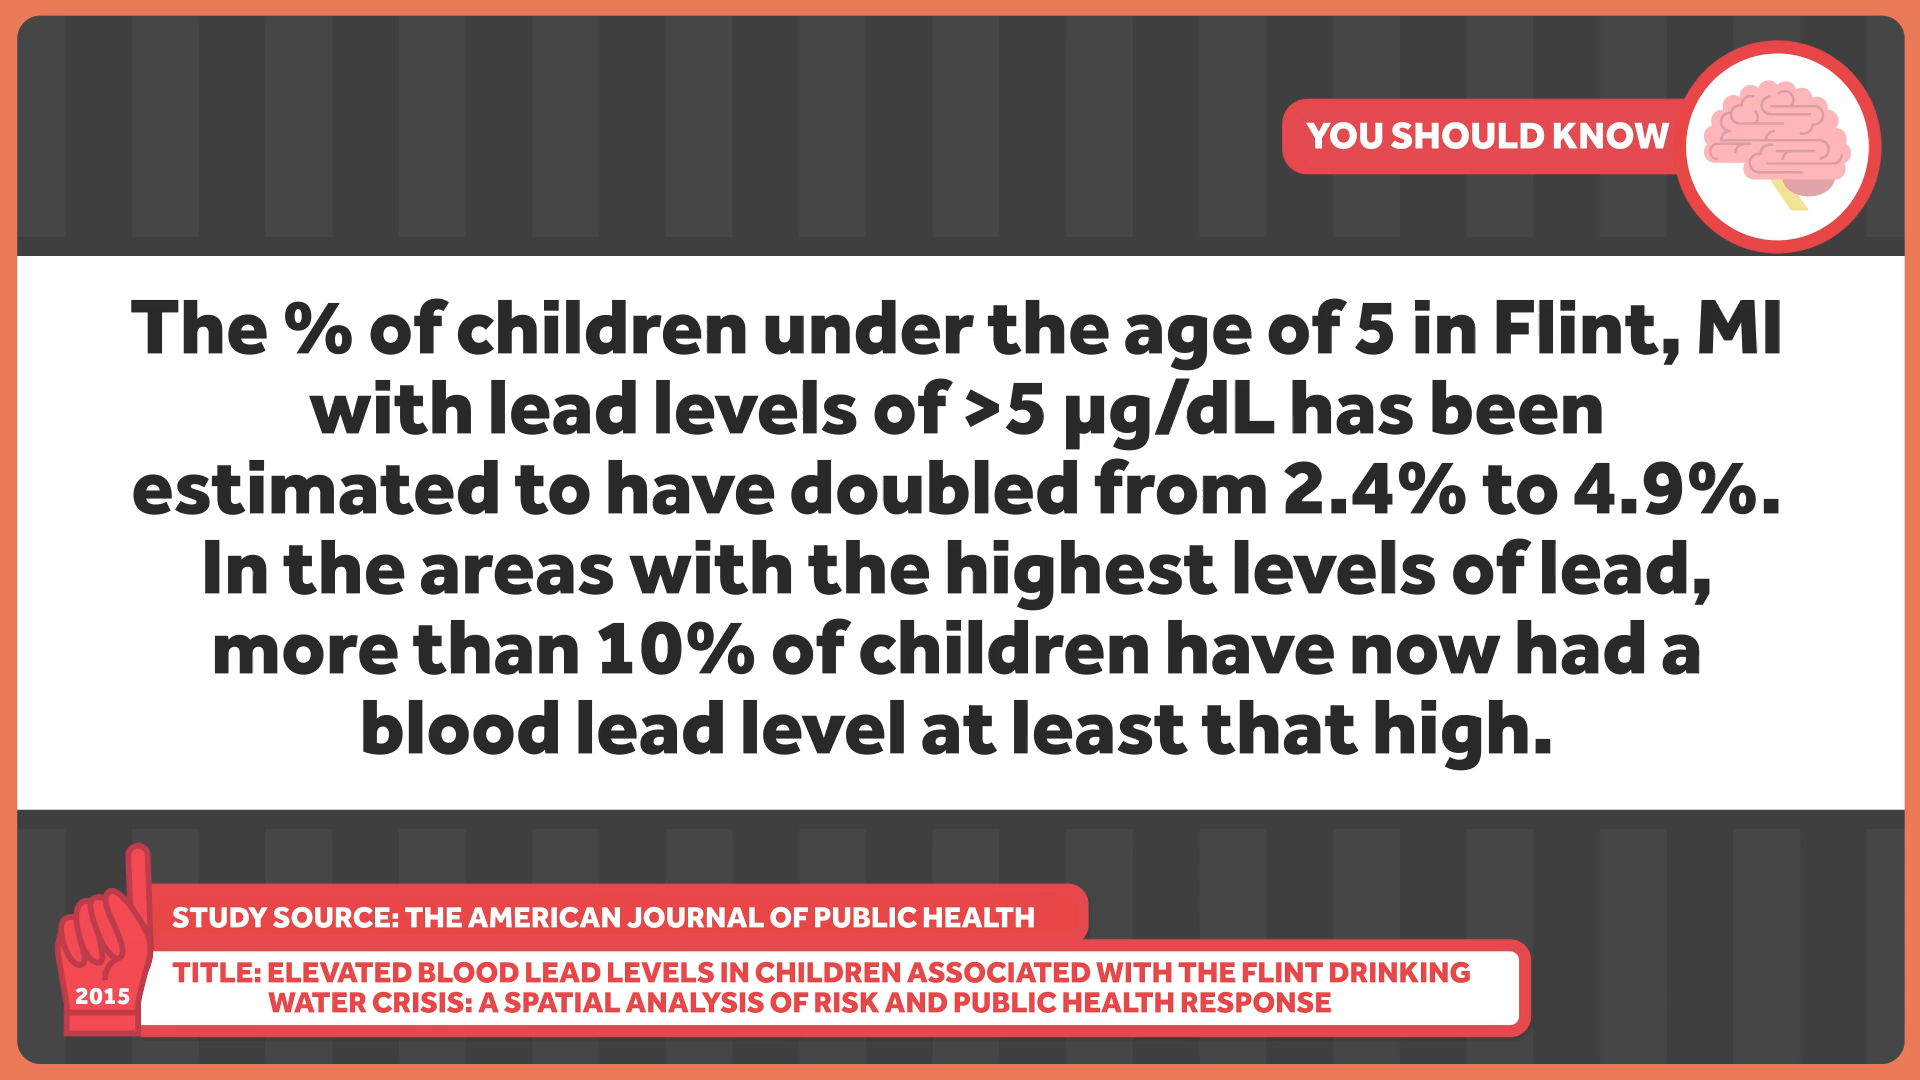 YOU SHOULD KNOW
The % of children under the age of 5 in Flint, MI
with lead levels of >5 µg/dL has been
estimated to have doubled from 2.4% to 4.9%.
In the areas with the highest levels of lead,
more than 10% of children have now had a
blood lead level at least that high.
STUDY SOURCE: THE AMERICAN JOURNAL OF PUBLIC HEALTH
TITLE: ELEVATED BLOOD LEAD LEVELS IN CHILDREN ASSOCIATED WITH THE FLINT DRINKING
WATER CRISIS: A SPATIAL ANALYSIS OF RISK AND PUBLIC HEALTH RESPONSE
2015